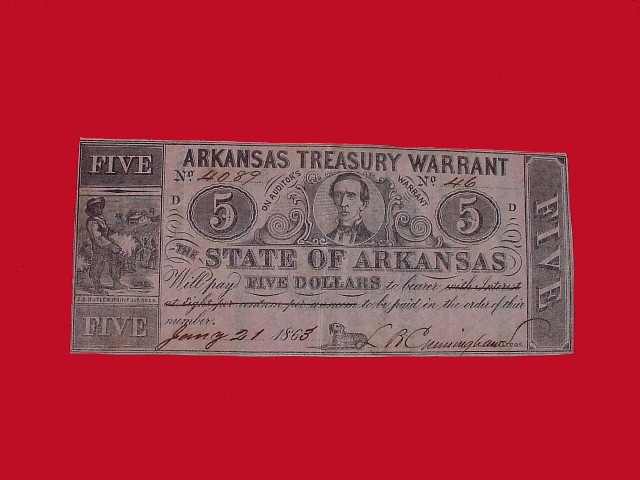 FIVE
ARKANSAS TREASURY WARRANT
No 4089
ON AUDITOR'S
WARRANT
No 46
D
5
5
D
FIVE
THE STATE OF ARKANSAS
Will pay FIVE DOLLARS to bearer with Interest
at Eight per centum per annum to be paid in the order of their
number.
Jany 21 1863
Cunningham Treas.
FIVE